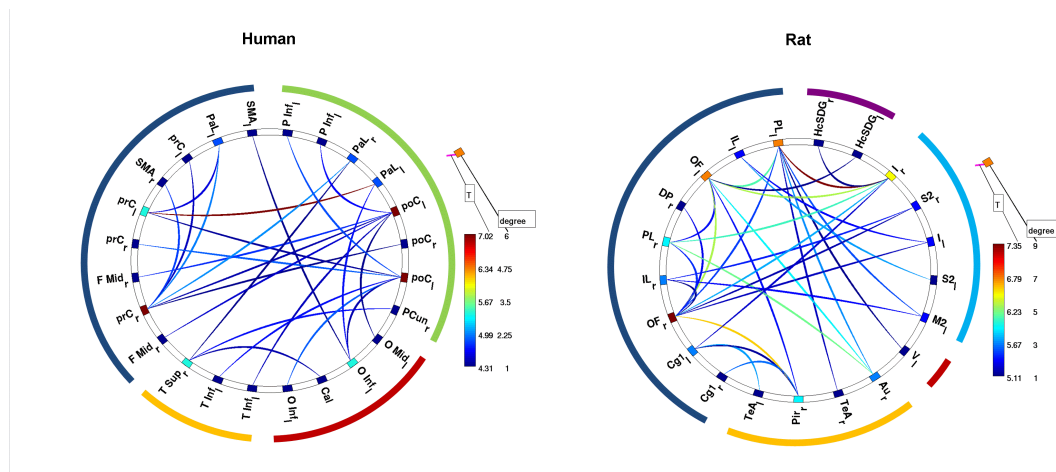 Human
Rat
SMA l
P Inf l
P Inf l
PaL r
PaL l
poC l
poC r
poC l
PCun r
O Mid l
O Inf l
Cal
O Inf l
T Inf l
T Inf l
T Sup r
F Mid r
prC r
F Mid r
prC r
prC l
SMA r
prC l
PaL l
T
degree
7.02 6
6.34 4.75
5.67 3.5
4.99 2.25
4.31 1
PL l
HcSDG r
HcSDG l
I r
S2 r
I l
S2 l
M2 l
V l
Au r
TeA r
Pir r
TeA l
Cg1 r
Cg1 l
OF r
IL r
PL r
DP r
OF l
IL l
T
degree
7.35 9
6.79 7
6.23 5
5.67 3
5.11 1